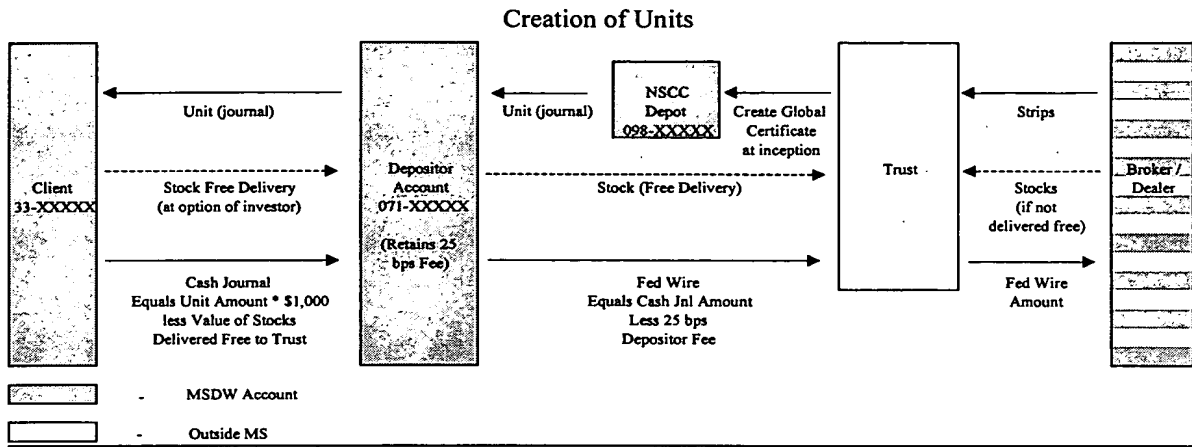 Creation of Units
Client
33-XXXXX
Unit (journal)
Stock Free Delivery
(at option of investor)
Cash Journal
Equals Unit Amount * $1,000
less Value of Stocks
Delivered Free to Trust
Depositor
Account
071-XXXXX
(Retains 25
bps Fee)
Unit (journal)
NSCC
Depot
098-XXXXX
Create Global
Certificate
at inception
Stock (Free Delivery)
Fed Wire
Equals Cash Jnl Amount
Less 25 bps
Depositor Fee
Trust
Strips
Stocks
(if not
delivered free)
Fed Wire
Amount
Broker /
Dealer
- MSDW Account
- Outside MS